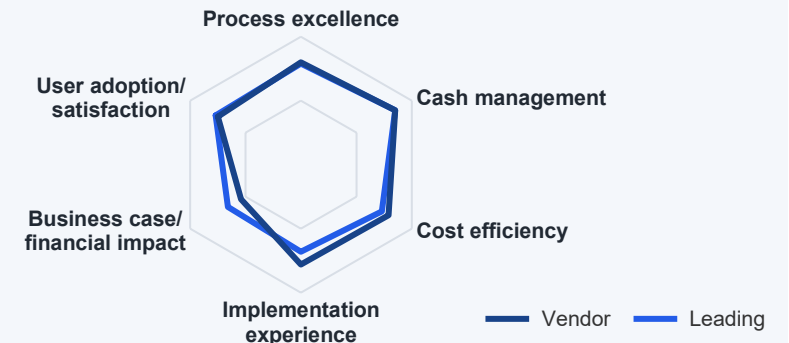 Process excellence
User adoption/
satisfaction
Cash management
Business case/
financial impact
Cost efficiency
Implementation
experience
Vendor
Leading